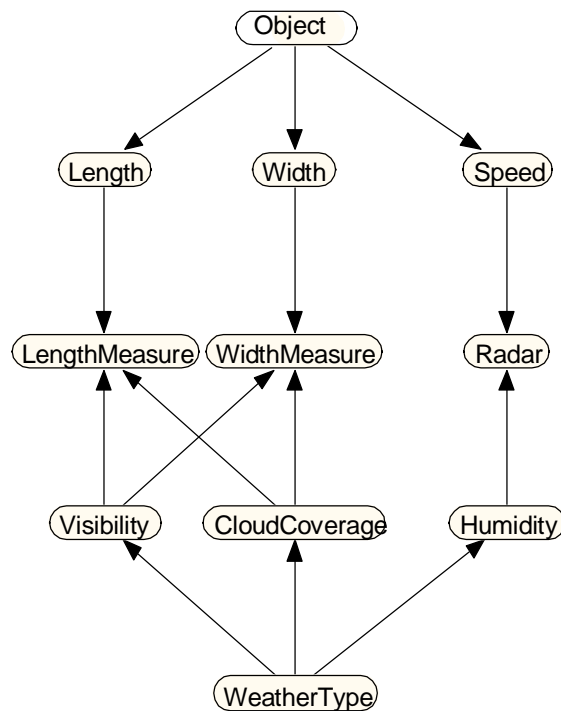 Object
Length Width Speed
LengthMeasure WidthMeasure Radar
Visibility CloudCoverage Humidity
WeatherType